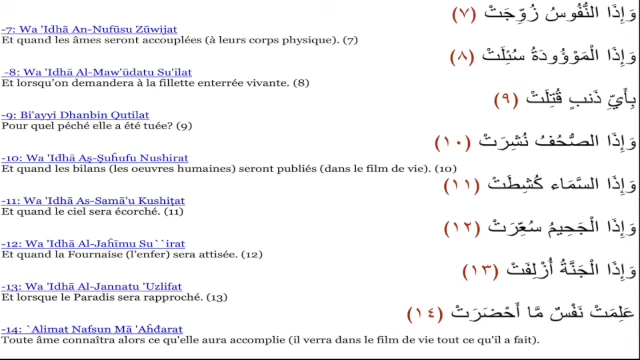 وَإِذَا النُّفُوسُ زُوِّجَتْ (٧)
-7: Wa 'Idhā An-Nufūsu Zūwijat
Et quand les âmes seront accouplées (à leurs corps physique). (7)
وَإِذَا الْمَوْؤُودَةُ سُئِلَتْ (٨)
-8: Wa 'Idhā Al-Maw'ūdatu Su'ilat
Et lorsqu'on demandera à la fillette enterrée vivante. (8)
بِأَيِّ ذَنبٍ قُتِلَتْ (٩)
-9: Bi'ayyi Dhanbin Qutilat
Pour quel péché elle a été tuée? (9)
وَإِذَا الصُّحُفُ نُشِرَتْ (١٠)
-10: Wa 'Idhā Aş-Şuĥufu Nushirat
Et quand les bilans (les oeuvres humaines) seront publiés (dans le film de vie). (10)
وَإِذَا السَّمَاء كُشِطَتْ (١١)
-11: Wa 'Idhā As-Samā'u Kushiţat
Et quand le ciel sera écorché. (11)
وَإِذَا الْجَحِيمُ سُعِّرَتْ (١٢)
-12: Wa 'Idhā Al-Jaĥīmu Su``irat
Et quand la Fournaise (l'enfer) sera attisée. (12)
وَإِذَا الْجَنَّةُ أُزْلِفَتْ (١٣)
-13: Wa 'Idhā Al-Jannatu 'Uzlifat
Et lorsque le Paradis sera rapproché. (13)
عَلِمَتْ نَفْسٌ مَّا أَحْضَرَتْ (١٤)
-14: `Alimat Nafsun Mā 'Aĥđarat
Toute âme connaîtra alors ce qu'elle aura accomplie (il verra dans le film de vie tout ce qu'il a fait).